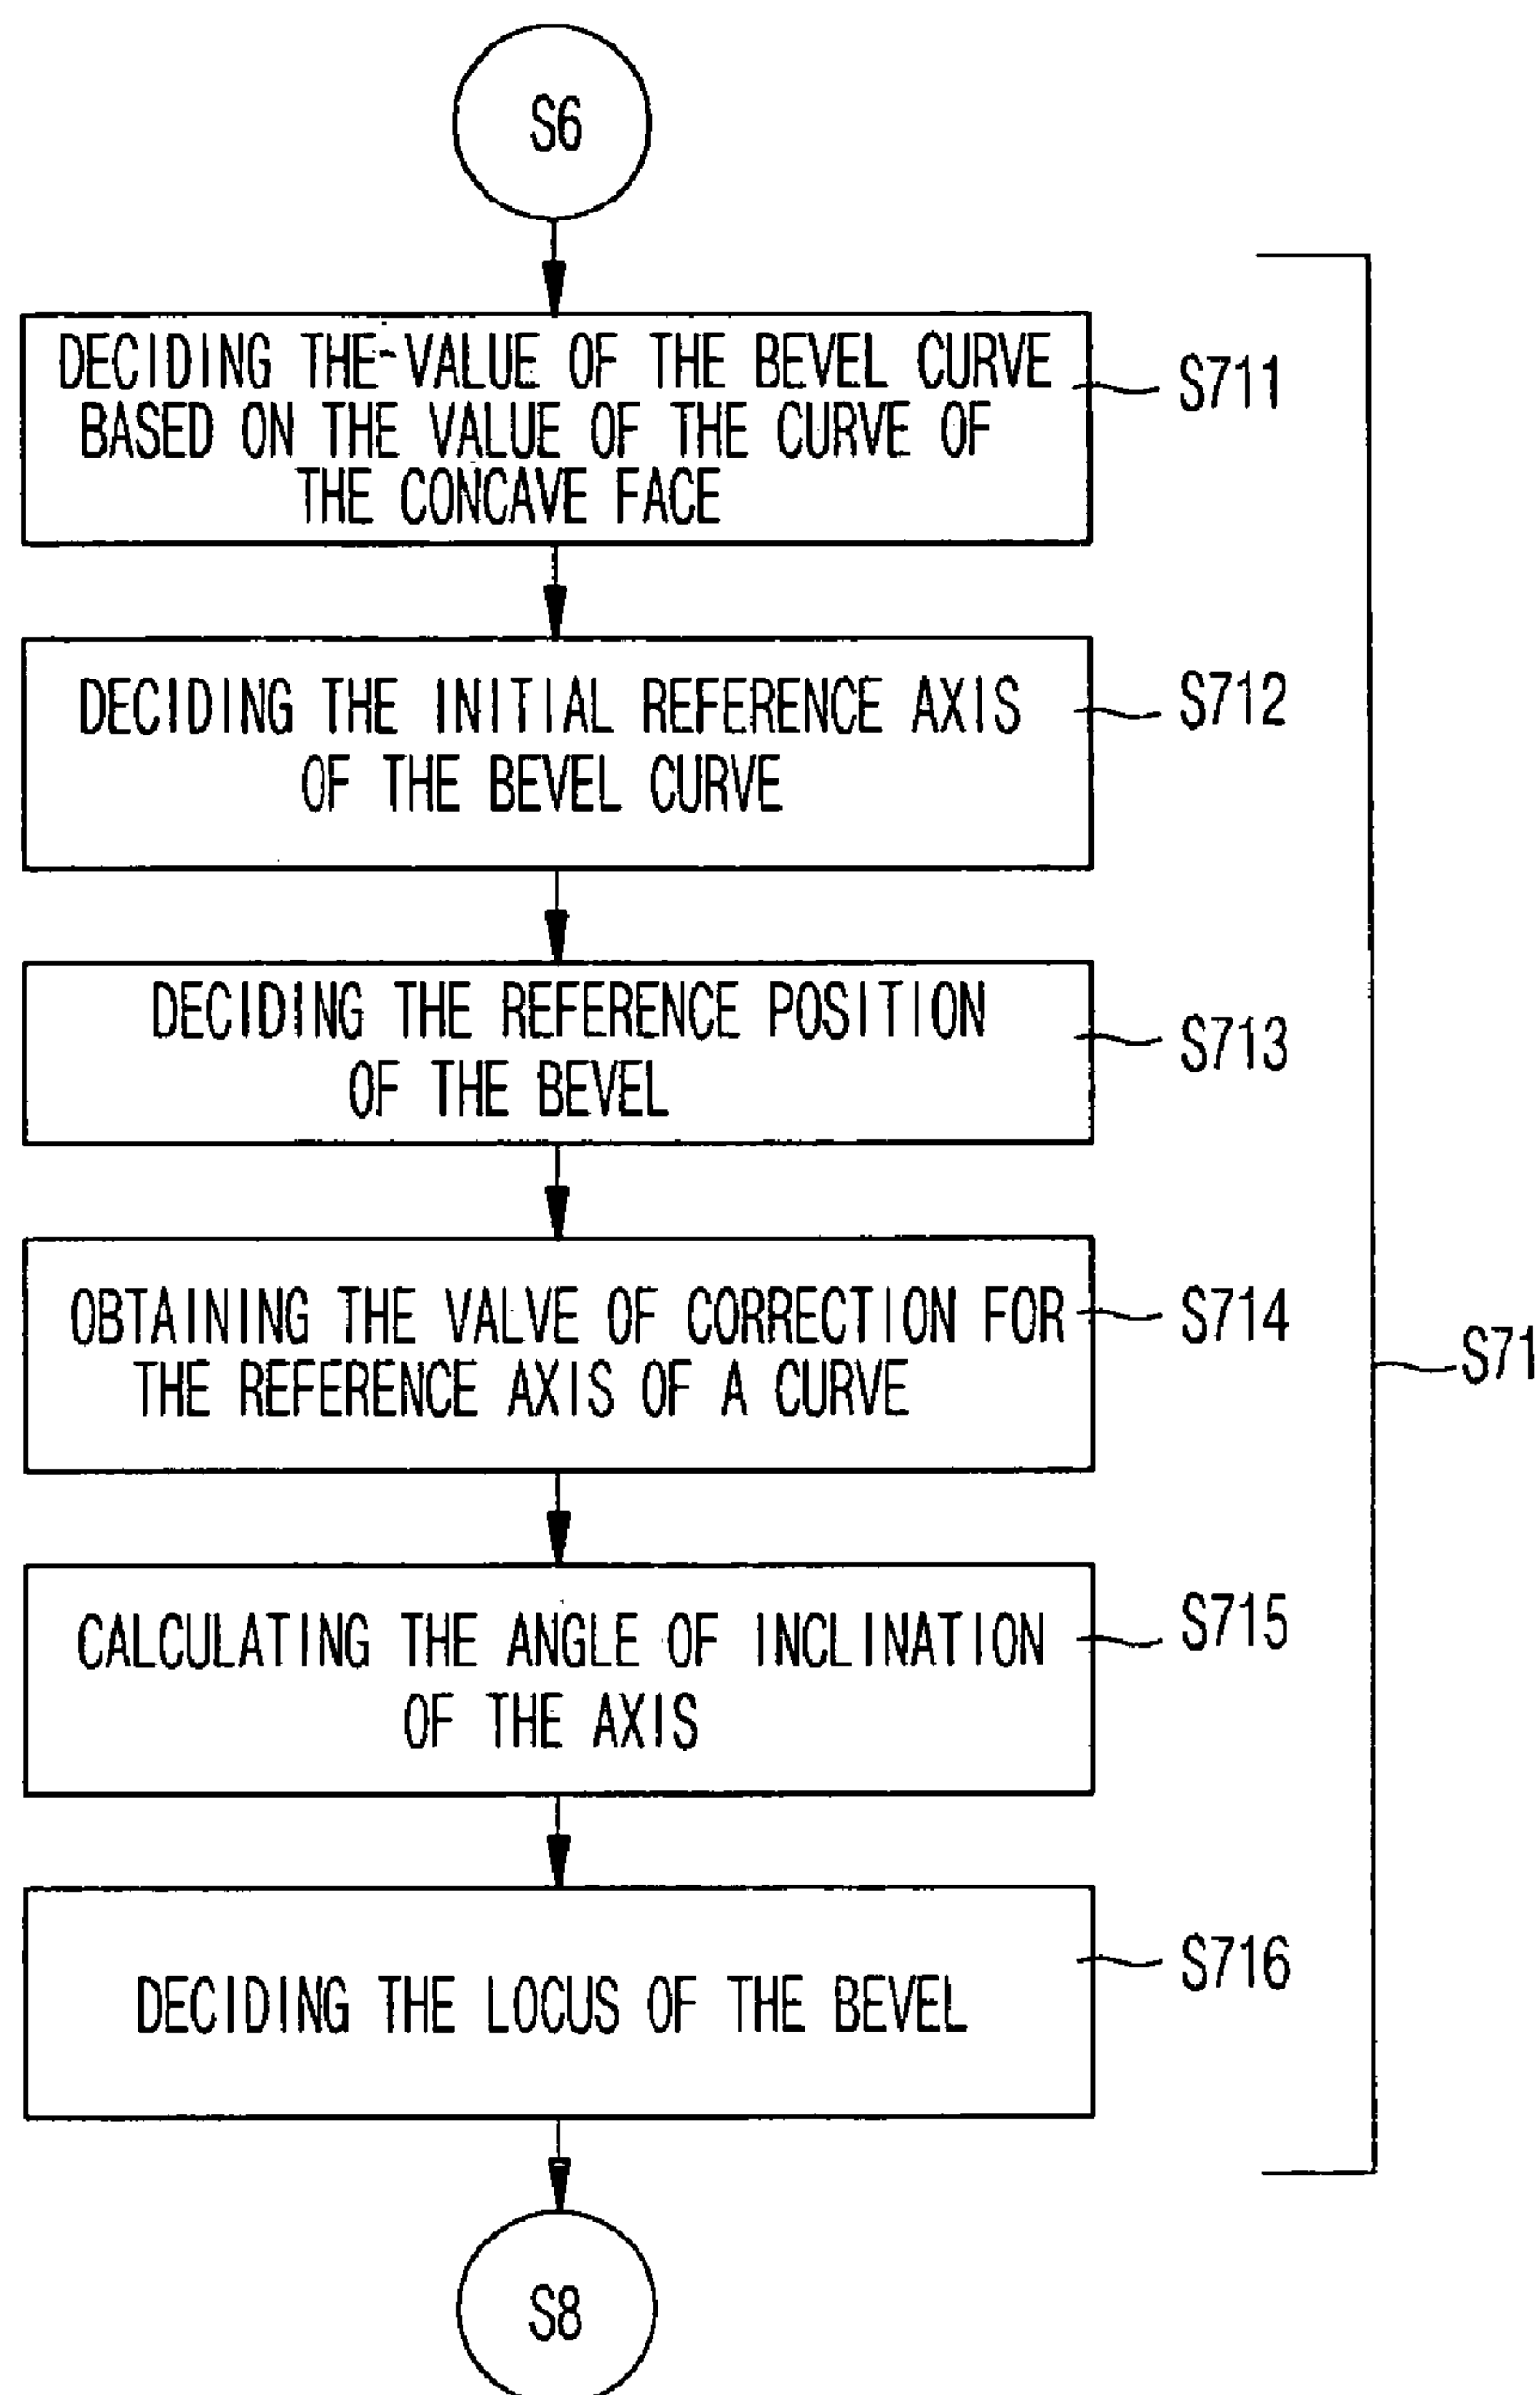 S6
DECIDING THE-VALUE OF THE BEVEL CURVE
BASED ON THE VALUE OF THE CURVE OF
THE CONCAVE FACE
S711
DECIDING THE INITIAL REFERENCE AXIS
OF THE BEVEL CURVE
S712
DECIDING THE REFERENCE POSITION
OF THE BEVEL
S713
OBTAINING THE VALVE OF CORRECTION FOR
THE REFERENCE AXIS OF A CURVE
S714
S71
CALCULATING THE ANGLE OF INCLINATION
OF THE AXIS
S715
DECIDING THE LOCUS OF THE BEVEL
S716
S8